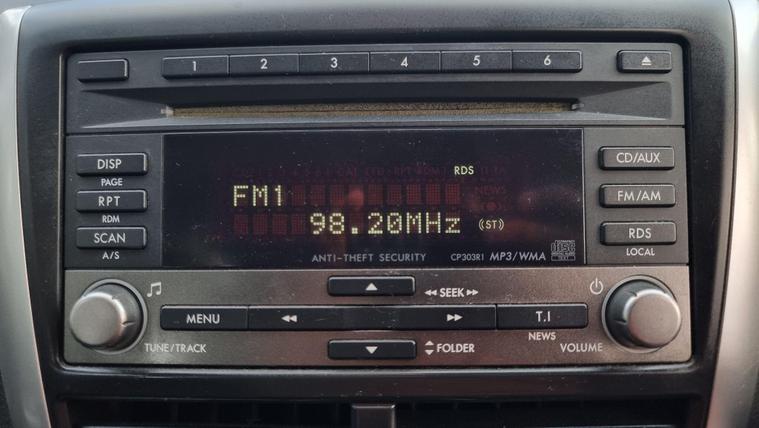 1 2 3 4 5 6
DISP
PAGE
RPT
RDM
SCAN
A/S
RDS
FM1
NEWS
98.20MHz (ST)
ANTI-THEFT SECURITY CP303R1 MP3/WMA
CD/AUX
FM/AM
RDS
LOCAL
SEEK
MENU
T.I
NEWS
TUNE/TRACK
FOLDER
VOLUME